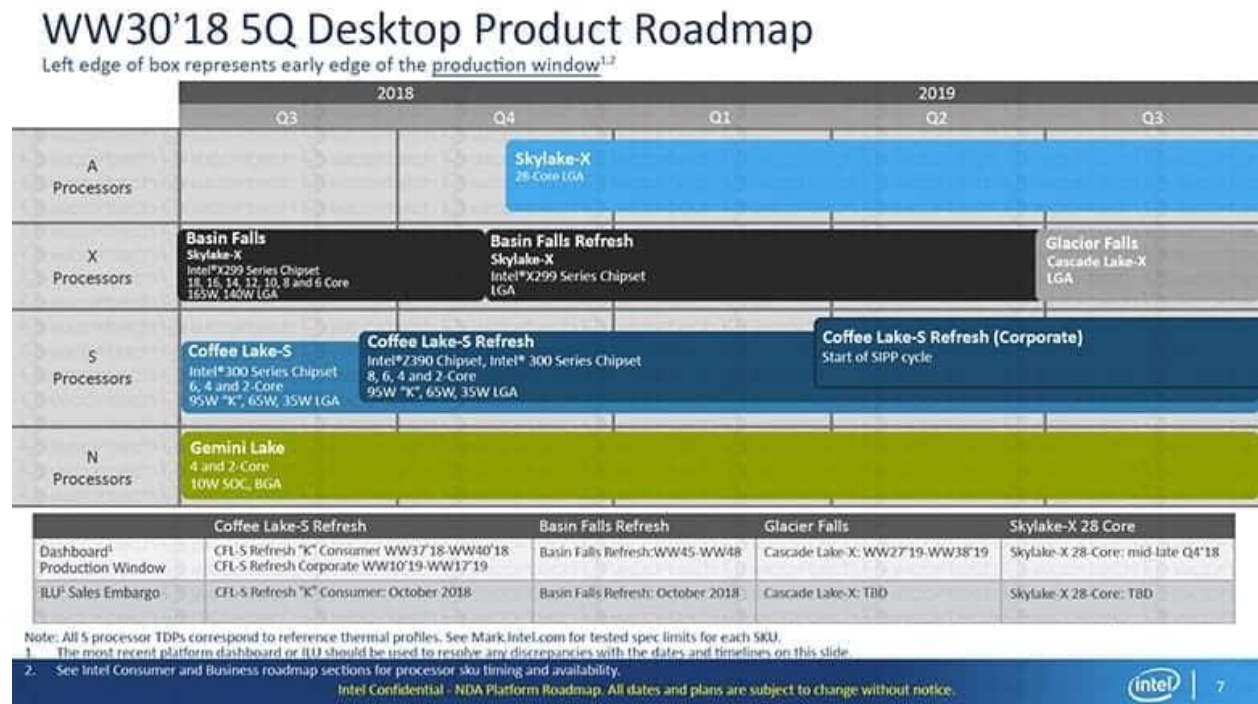 WW30'18 5Q Desktop Product Roadmap
Left edge of box represents early edge of the production window1,2
2018
2019
Q3
Q4
Q1
Q2
Q3
A
Processors
Skylake-X
28-Core LGA
X
Processors
Basin Falls
Skylake-X
Intel®X299 Series Chipset
18, 16, 14, 12, 10, 8 and 6 Core
165W, 140W LGA
Basin Falls Refresh
Skylake-X
Intel®X299 Series Chipset
LGA
Glacier Falls
Cascade Lake-X
LGA
S
Processors
Coffee Lake-S
Intel®300 Series Chipset
6, 4 and 2-Core
95W "K", 65W, 35W LGA
Coffee Lake-S Refresh
Intel®Z390 Chipset, Intel® 300 Series Chipset
8, 6, 4 and 2-Core
95W "K", 65W, 35W LGA
Coffee Lake-S Refresh (Corporate)
Start of SIPP cycle
N
Processors
Gemini Lake
4 and 2-Core
10W SOC, BGA
Coffee Lake-S Refresh
Basin Falls Refresh
Glacier Falls
Skylake-X 28 Core
Dashboard1
Production Window
CFL-S Refresh "K" Consumer WW37'18-WW40'18
CFL-S Refresh Corporate WW10'19-WW17'19
Basin Falls Refresh:WW45-WW48
Cascade Lake-X: WW27'19-WW38'19
Skylake-X 28-Core: mid-late Q4'18
ILU1 Sales Embargo
CFL-S Refresh "K" Consumer: October 2018
Basin Falls Refresh: October 2018
Cascade Lake-X: TBD
Skylake-X 28-Core: TBD
Note: All S processor TDPs correspond to reference thermal profiles. See Mark.Intel.com for tested spec limits for each SKU.
1. The most recent platform dashboard or ILU should be used to resolve any discrepancies with the dates and timelines on this slide.
2. See Intel Consumer and Business roadmap sections for processor sku timing and availability.
Intel Confidential - NDA Platform Roadmap. All dates and plans are subject to change without notice.
intel
7